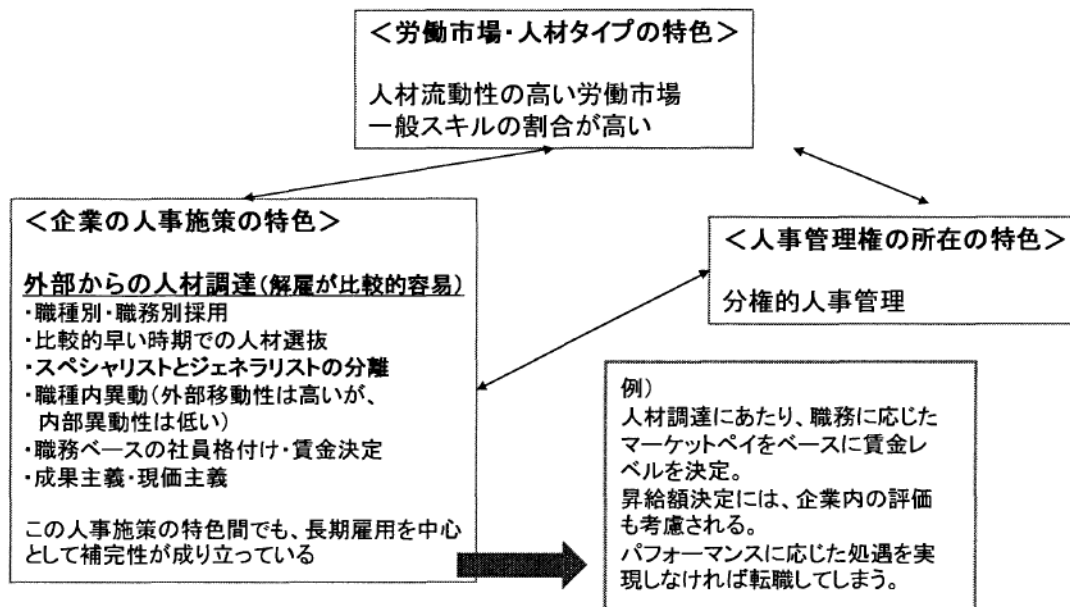 ＜労働市場・人材タイプの特色＞
人材流動性の高い労働市場
一般スキルの割合が高い
＜企業の人事施策の特色＞
外部からの人材調達(解雇が比較的容易)
・職種別・職務別採用
・比較的早い時期での人材選抜
・スペシャリストとジェネラリストの分離
・職種内異動(外部移動性は高いが、
内部異動性は低い)
・職務ベースの社員格付け・賃金決定
・成果主義・現価主義
この人事施策の特色間でも、長期雇用を中心
として補完性が成り立っている
＜人事管理権の所在の特色＞
分権的人事管理
例)
人材調達にあたり、職務に応じた
マーケットペイをベースに賃金レ
ベルを決定。
昇給額決定には、企業内の評価
も考慮される。
パフォーマンスに応じた処遇を実
現しなければ転職してしまう。